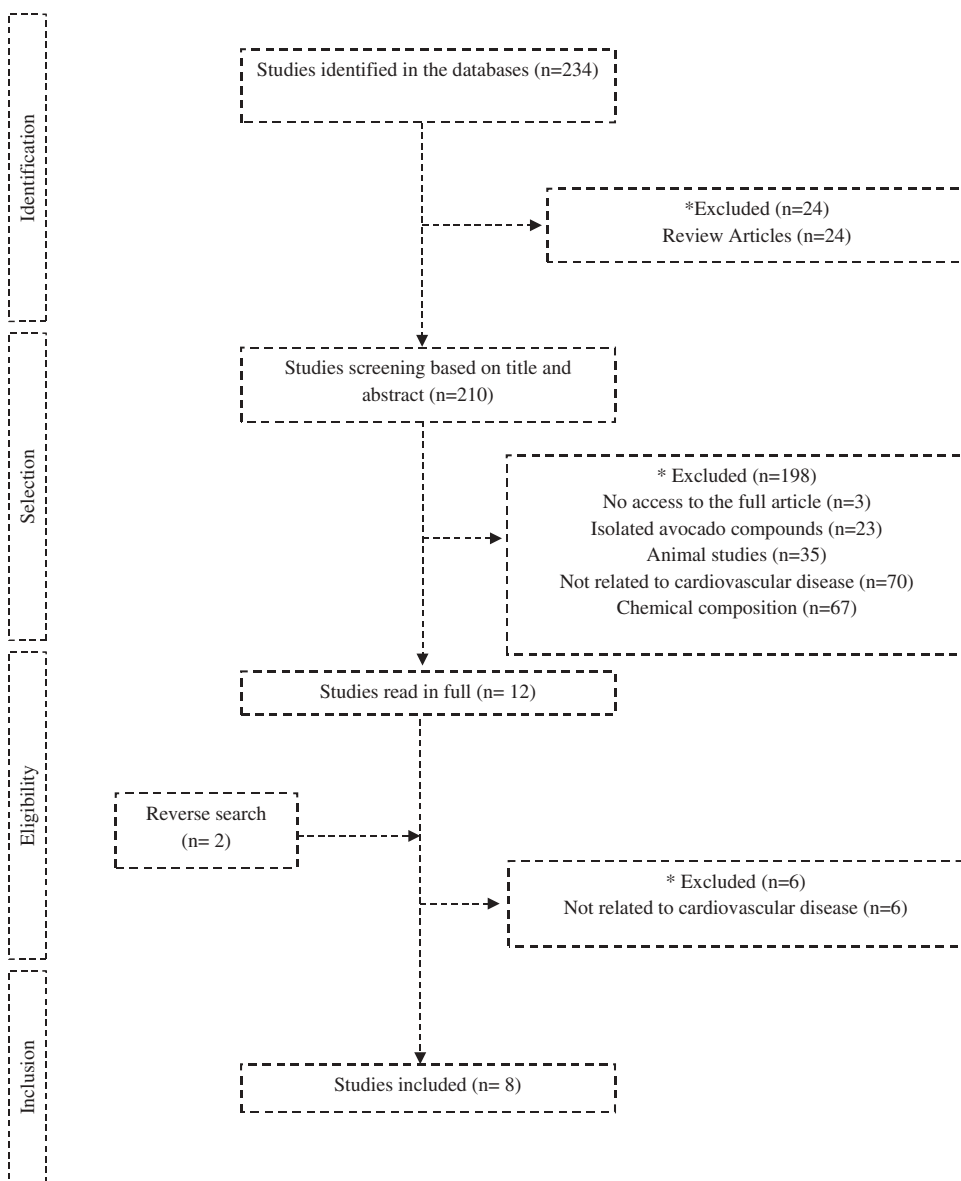 Identification
Studies identified in the databases (n=234)
*Excluded (n=24)
Review Articles (n=24)
Selection
Studies screening based on title and
abstract (n=210)
* Excluded (n=198)
No access to the full article (n=3)
Isolated avocado compounds (n=23)
Animal studies (n=35)
Not related to cardiovascular disease (n=70)
Chemical composition (n=67)
Eligibility
Studies read in full (n= 12)
Reverse search
(n= 2)
* Excluded (n=6)
Not related to cardiovascular disease (n=6)
Inclusion
Studies included (n= 8)